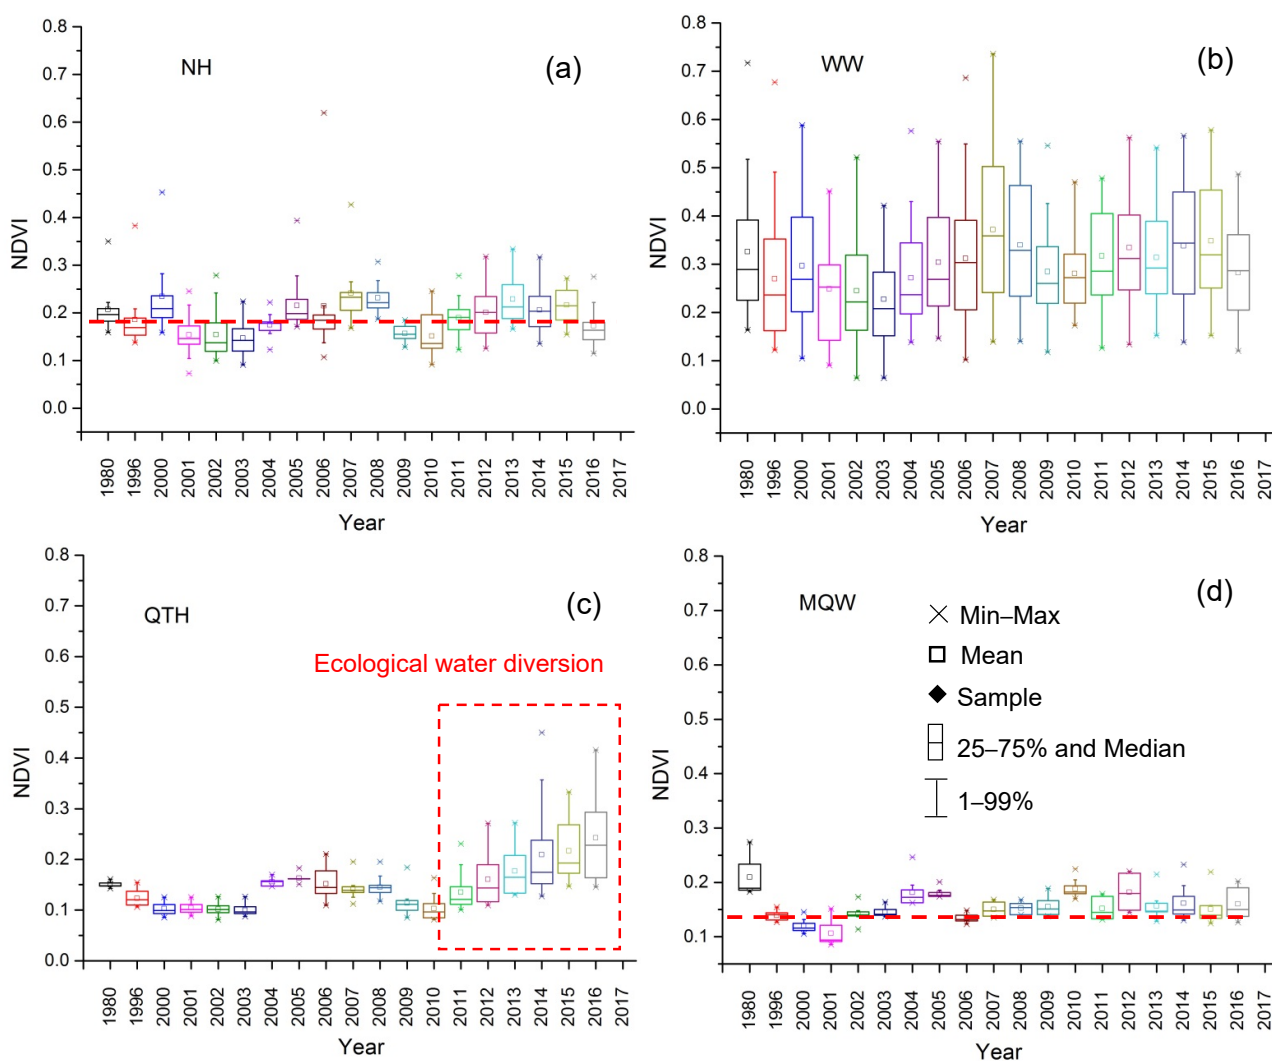 (a)
NH
NDVI
0.8
0.7
0.6
0.5
0.4
0.3
0.2
0.1
0.0
1980 1996 2000 2001 2002 2003 2004 2005 2006 2007 2008 2009 2010 2011 2012 2013 2014 2015 2016 2017
Year
(b)
WW
NDVI
0.8
0.7
0.6
0.5
0.4
0.3
0.2
0.1
0.0
1980 1996 2000 2001 2002 2003 2004 2005 2006 2007 2008 2009 2010 2011 2012 2013 2014 2015 2016 2017
Year
(c)
QTH
Ecological water diversion
NDVI
0.8
0.7
0.6
0.5
0.4
0.3
0.2
0.1
0.0
1980 1996 2000 2001 2002 2003 2004 2005 2006 2007 2008 2009 2010 2011 2012 2013 2014 2015 2016 2017
Year
(d)
MQW
Min–Max
Mean
Sample
25–75% and Median
1–99%
NDVI
0.8
0.7
0.6
0.5
0.4
0.3
0.2
0.1
1980 1996 2000 2001 2002 2003 2004 2005 2006 2007 2008 2009 2010 2011 2012 2013 2014 2015 2016 2017
Year